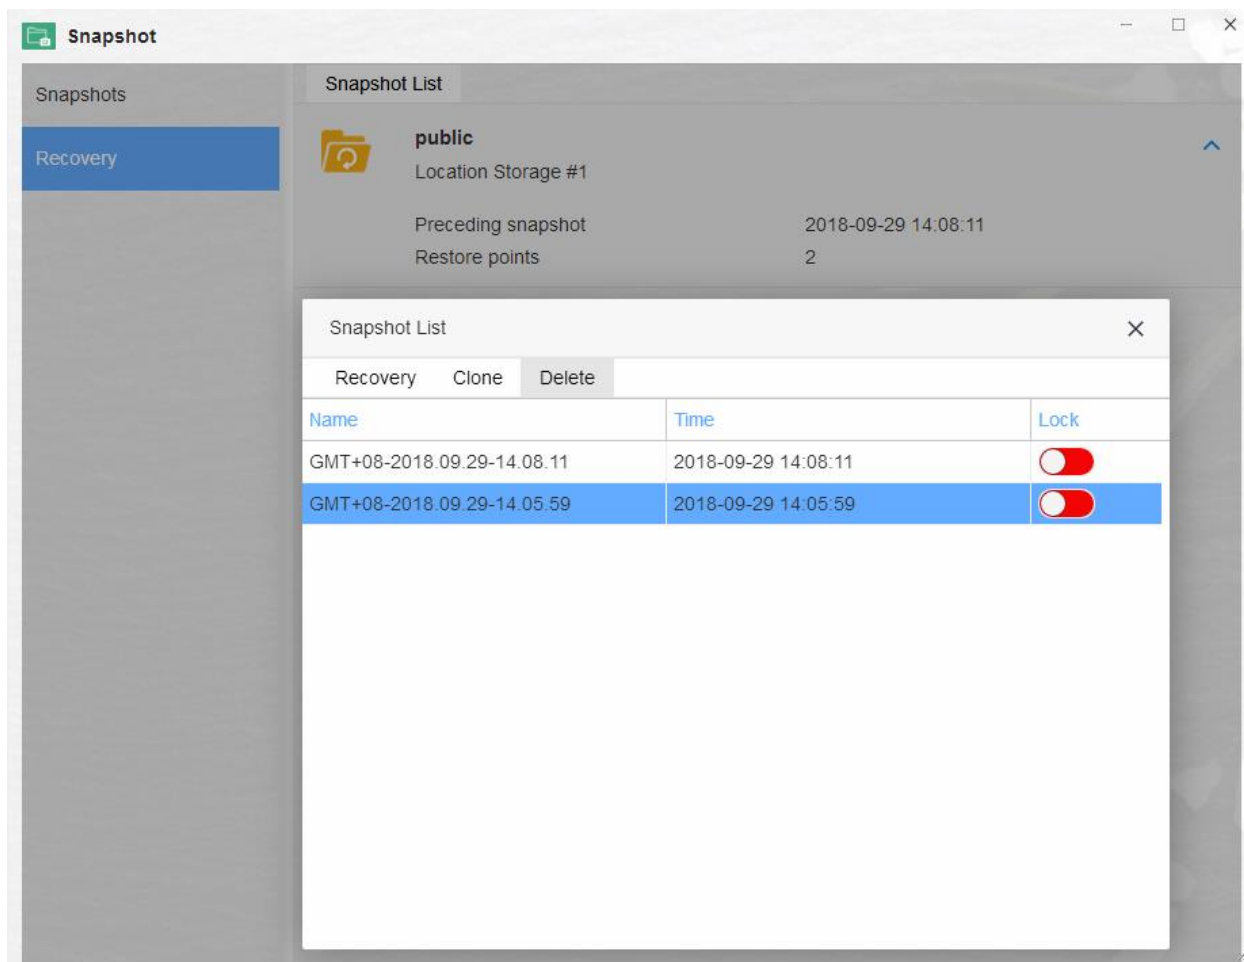 Snapshot
Snapshots
Recovery
Snapshot List
public
Location Storage #1
Preceding snapshot 2018-09-29 14:08:11
Restore points 2
Snapshot List
Recovery Clone Delete
Name Time Lock
GMT+08-2018.09.29-14.08.11 2018-09-29 14:08:11
GMT+08-2018.09.29-14.05.59 2018-09-29 14:05:59